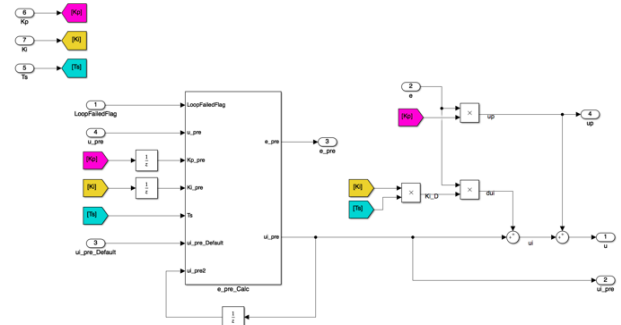 6
[Kp]
Kp
7
[Ki]
Ki
5
[Ts]
Ts
1
LoopFailedFlag
LoopFailedFlag
4
u_pre
u_pre
[Kp]
1
z
Kp_pre
[Ki]
1
z
Ki_pre
[Ts]
Ts
3
ui_pre_Default
ui_pre_Default
ui_pre2
e_pre
ui_pre
e_pre_Calc
1
z
3
e_pre
2
e
[Kp]
×
up
4
up
[Ki]
[Ts]
×
Ki_D
×
dui
ui
1
u
2
ui_pre